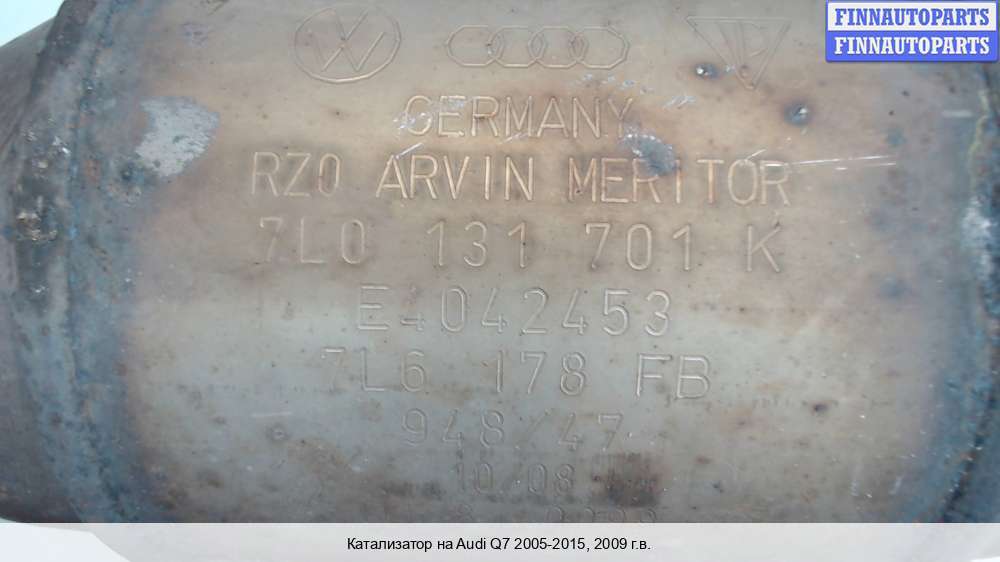 FINNAUTOPARTS
FINNAUTOPARTS
GERMANY
RZO ARVIN MERITOR
7L0 131 701 K
E4042453
7L6 178 FB
948/47
10/08
Катализатор на Audi Q7 2005-2015, 2009 г.в.